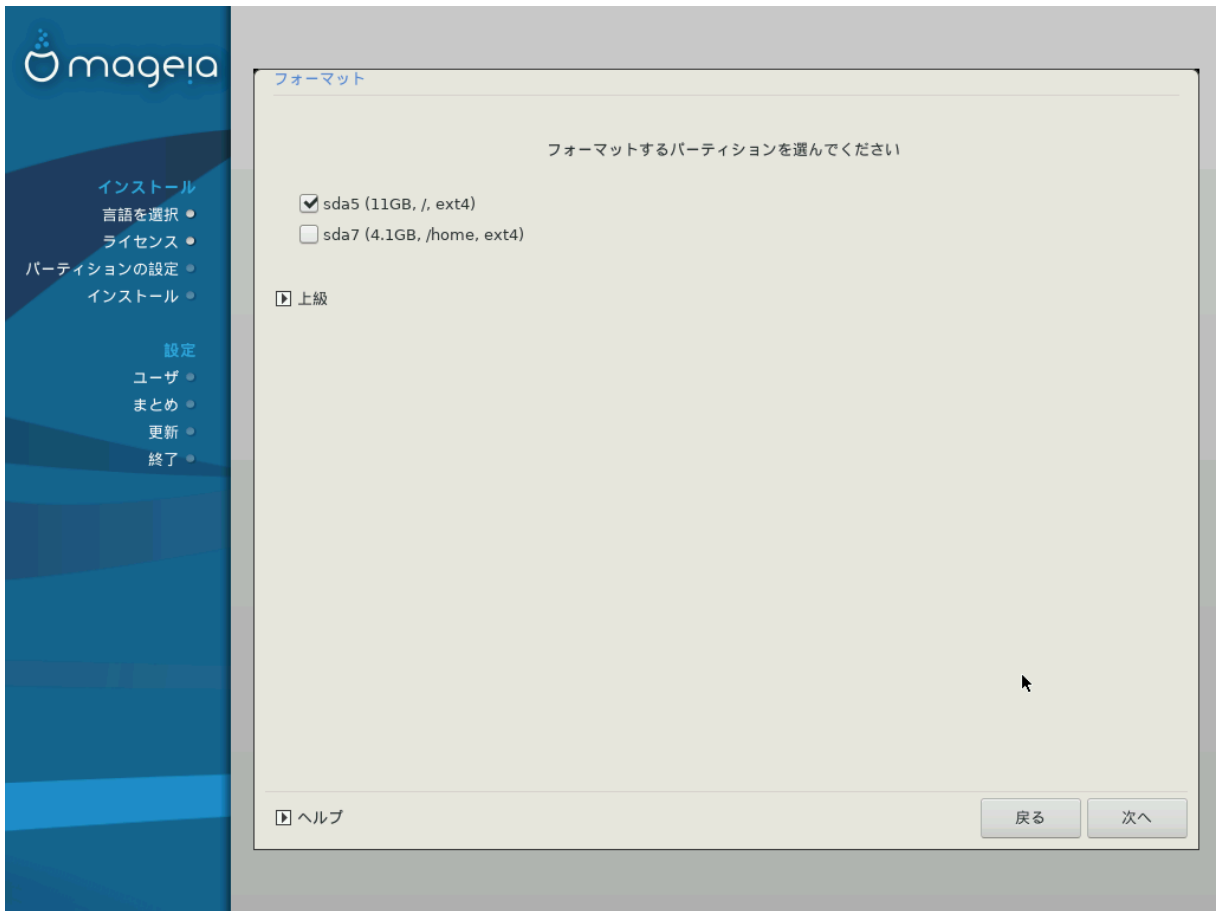 mageia
インストール
言語を選択
ライセンス
パーティションの設定
インストール
設定
ユーザ
まとめ
更新
終了
フォーマット
フォーマットするパーティションを選んでください
sda5 (11GB, /, ext4)
sda7 (4.1GB, /home, ext4)
上級
ヘルプ
戻る
次へ